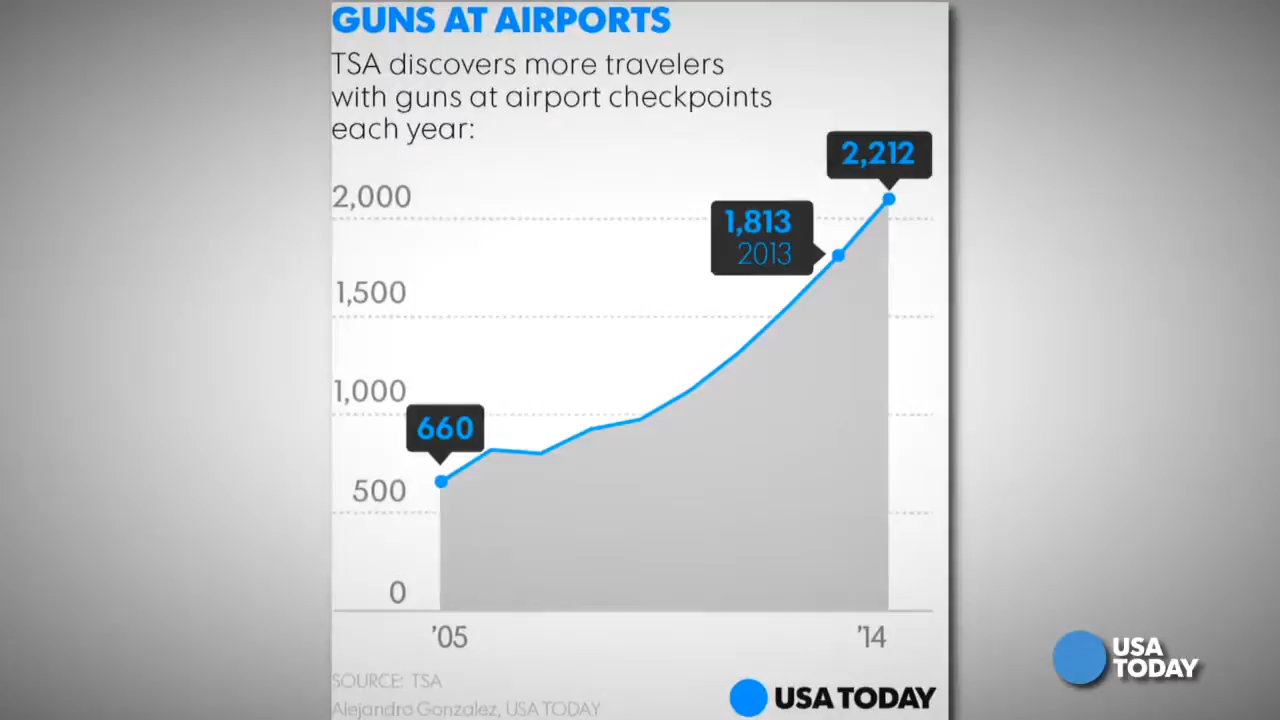 GUNS AT AIRPORTS
TSA discovers more travelers
with guns at airport checkpoints
each year:
2,212
2,000
1,813
2013
1,500
1,000
660
500
0
'05
'14
SOURCE: TSA
Alejandro Gonzalez, USA TODAY
USA TODAY
USA
TODAY